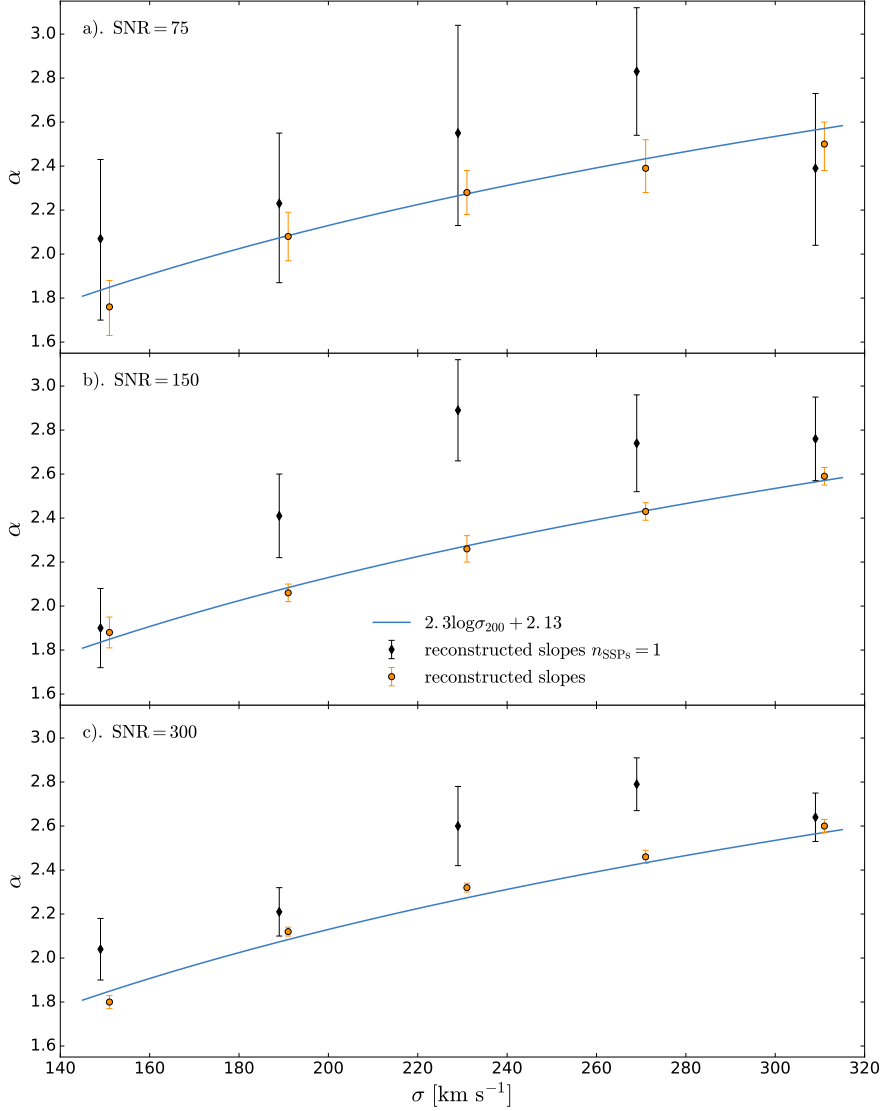 a). SNR = 75
3.0
2.8
2.6
2.4
2.2
2.0
1.8
1.6
α
b). SNR = 150
3.0
2.8
2.6
2.4
2.2
2.0
1.8
1.6
α
2.3logσ₂₀₀ + 2.13
reconstructed slopes n_SSPs = 1
reconstructed slopes
c). SNR = 300
3.0
2.8
2.6
2.4
2.2
2.0
1.8
1.6
α
140 160 180 200 220 240 260 280 300 320
σ [km s⁻¹]